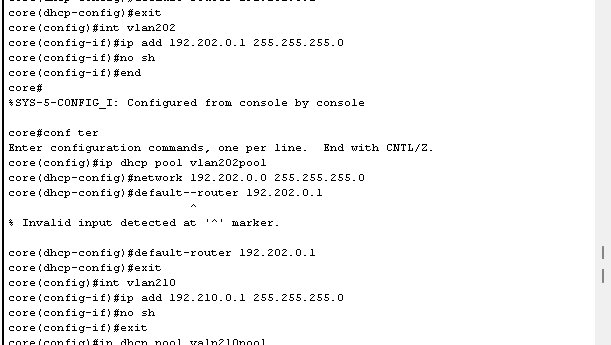 core(dhcp-config)#exit
core(config)#int vlan202
core(config-if)#ip add 192.202.0.1 255.255.255.0
core(config-if)#no sh
core(config-if)#end
core#
%SYS-5-CONFIG_I: Configured from console by console
core#conf ter
Enter configuration commands, one per line.  End with CNTL/Z.
core(config)#ip dhcp pool vlan202pool
core(dhcp-config)#network 192.202.0.0 255.255.255.0
core(dhcp-config)#default--router 192.202.0.1
^
% Invalid input detected at '^' marker.
core(dhcp-config)#default-router 192.202.0.1
core(dhcp-config)#exit
core(config)#int vlan210
core(config-if)#ip add 192.210.0.1 255.255.255.0
core(config-if)#no sh
core(config-if)#exit
core(config)#ip dhcp pool valn210pool